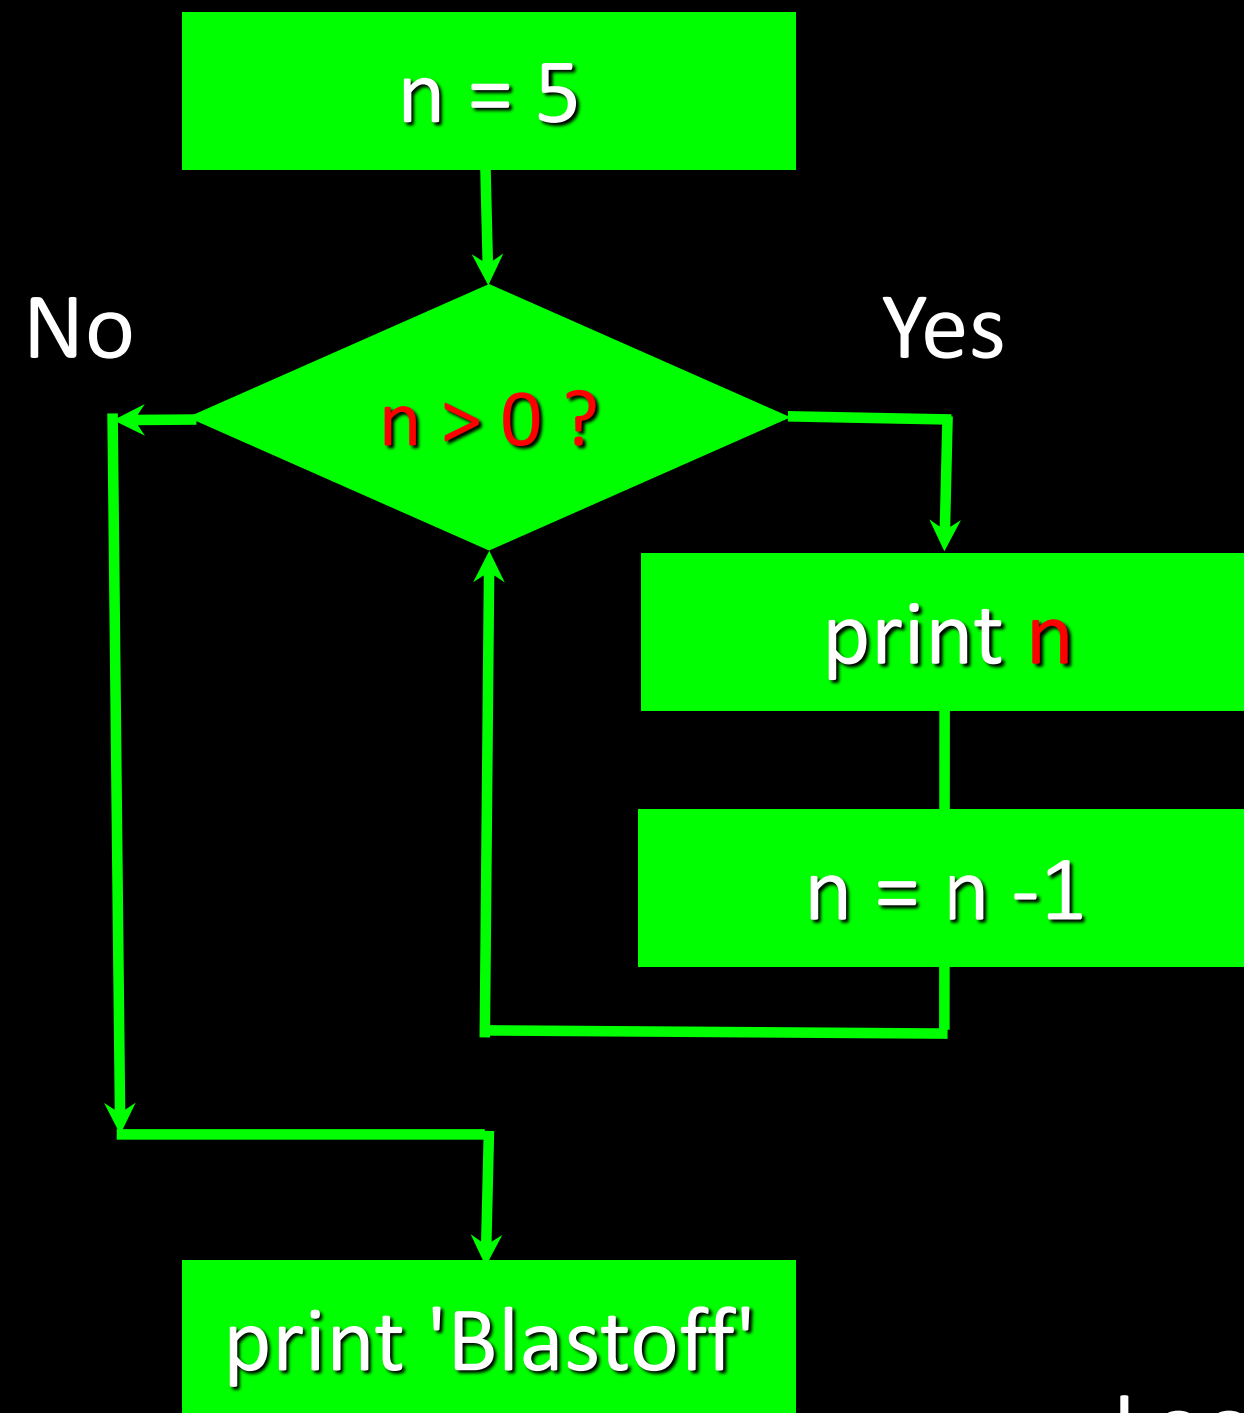 n = 5
No
Yes
n > 0 ?
print n
n = n -1
print 'Blastoff'